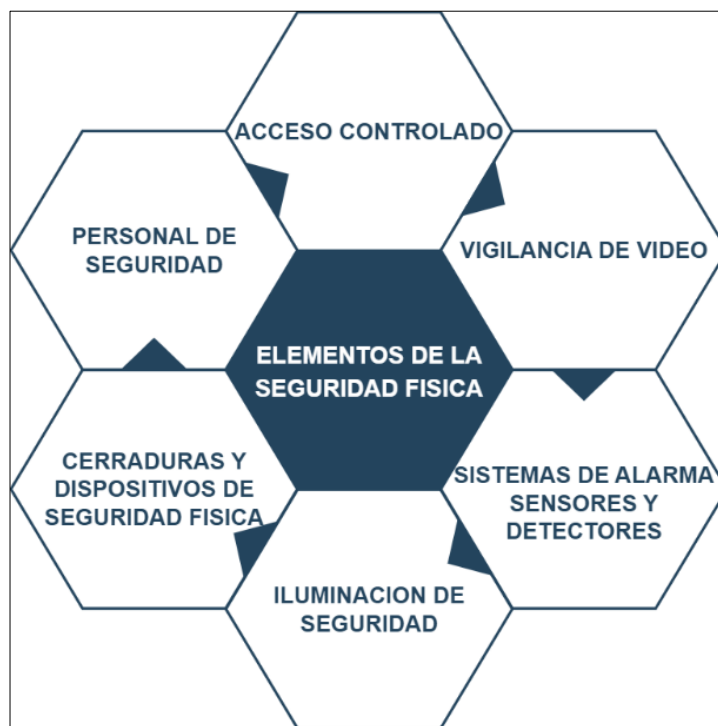 ACCESO CONTROLADO
PERSONAL DE
SEGURIDAD
VIGILANCIA DE VIDEO
ELEMENTOS DE LA
SEGURIDAD FISICA
CERRADURAS Y
DISPOSITIVOS DE
SEGURIDAD FISICA
SISTEMAS DE ALARMA
SENSORES Y
DETECTORES
ILUMINACION DE
SEGURIDAD